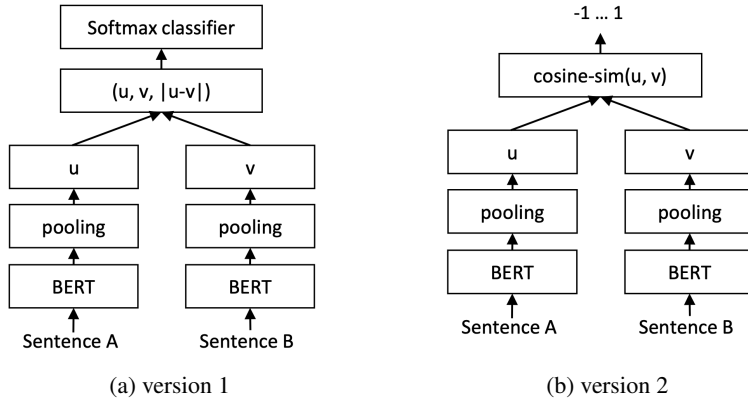 Softmax classifier
(u, v, |u-v|)
u
v
pooling
pooling
BERT
BERT
Sentence A
Sentence B
(a) version 1
-1 … 1
cosine-sim(u, v)
u
v
pooling
pooling
BERT
BERT
Sentence A
Sentence B
(b) version 2